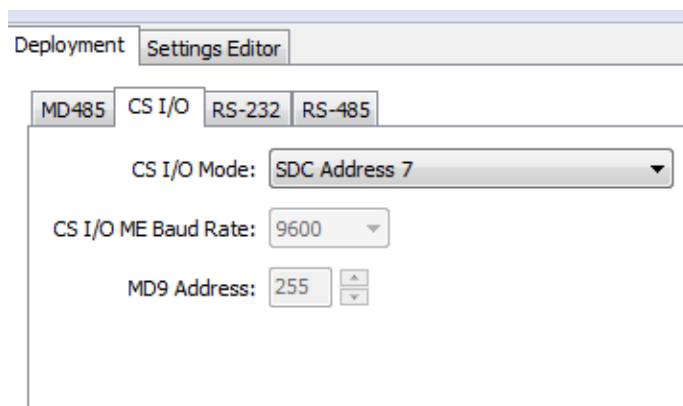 Deployment Settings Editor
MD485 CS I/O RS-232 RS-485
CS I/O Mode: SDC Address 7
CS I/O ME Baud Rate: 9600
MD9 Address: 255